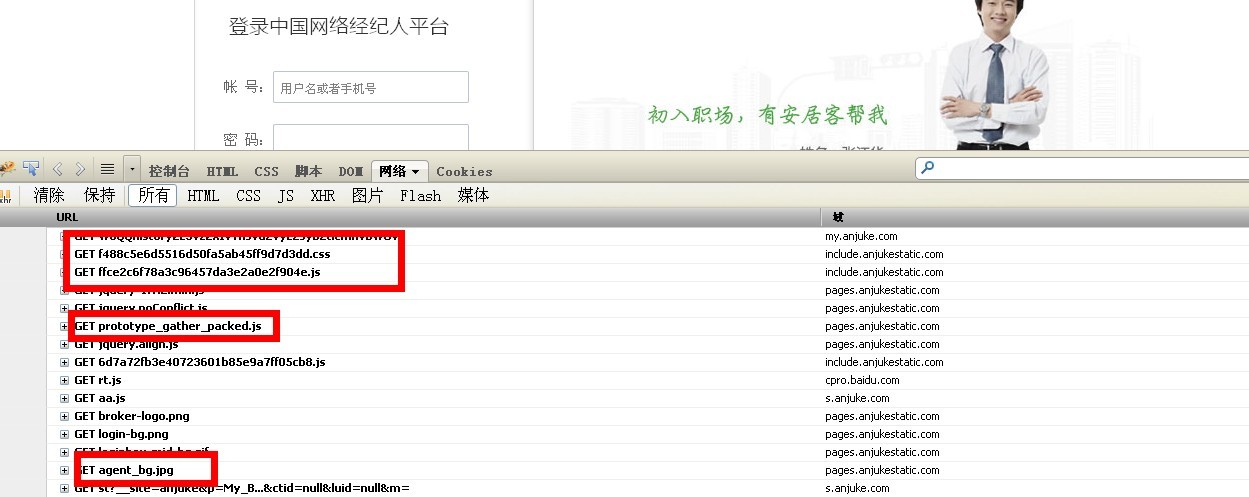 登录中国网络经纪人平台
帐 号: 用户名或者手机号
初入职场，有安居客帮我
密 码:
控制台 HTML CSS 脚本 DOM 网络 Cookies
清除 保持 所有 HTML CSS JS XHR 图片 Flash 媒体
URL 域
GET my.anjuke.com
GET f488c5e6d5516d50fa5ab45ff9d7d3dd.css include.anjukestatic.com
GET ffce2c6f78a3c96457da3e2a0e2f904e.js include.anjukestatic.com
GET pages.anjukestatic.com
GET jquery.noConflict.js pages.anjukestatic.com
GET prototype_gather_packed.js pages.anjukestatic.com
GET jquery.align.js pages.anjukestatic.com
GET 6d7a72fb3e40723601b85e9a7ff05cb8.js include.anjukestatic.com
GET rt.js cpro.baidu.com
GET aa.js s.anjuke.com
GET broker-logo.png pages.anjukestatic.com
GET login-bg.png pages.anjukestatic.com
GET pages.anjukestatic.com
GET agent_bg.jpg pages.anjukestatic.com
GET st?__site=anjuke&p=My_B...&ctid=null&luid=null&m= s.anjuke.com